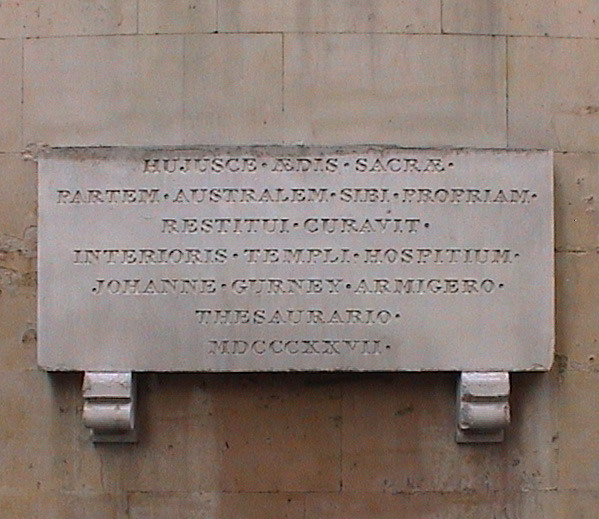 HUJUSCE·ÆDIS·SACRÆ·
PARTEM·AUSTRALEM·SIBI·PROPRIAM·
RESTITUI·CURAVIT·
INTERIORIS·TEMPLI·HOSPITIUM·
JOHANNE·GURNEY·ARMIGERO·
THESAURARIO·
MDCCCXXVII·